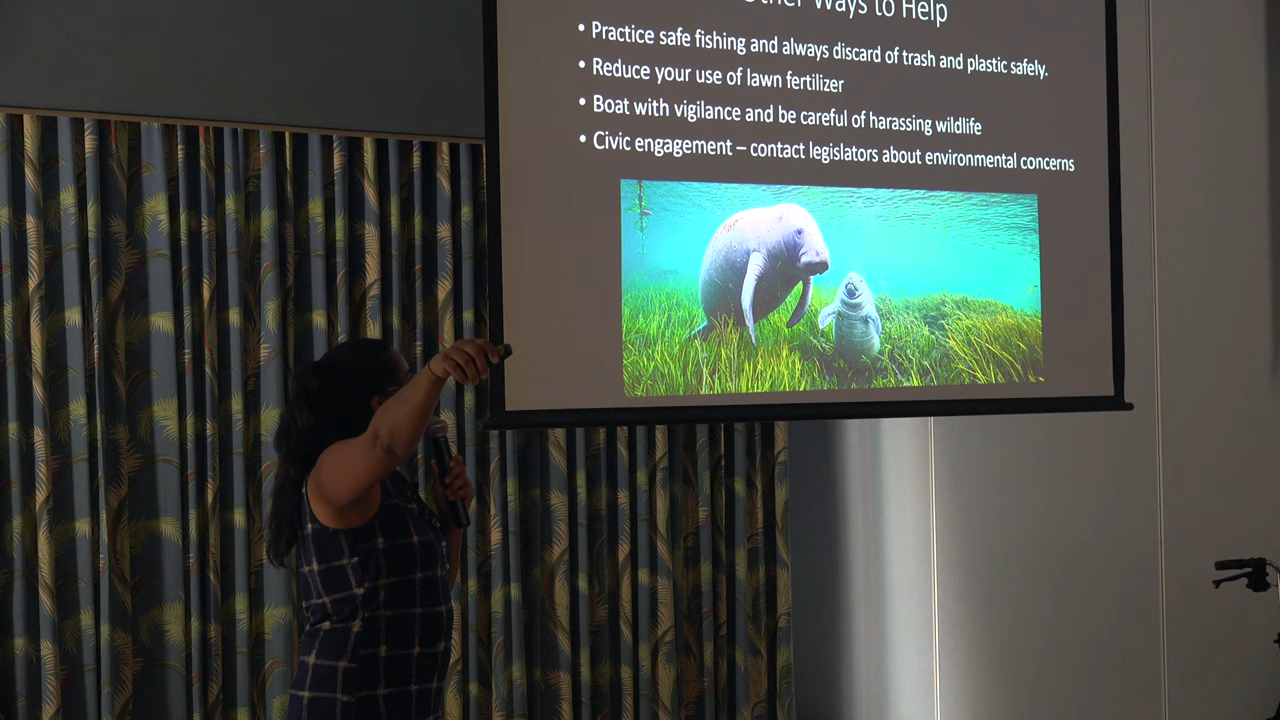 Other Ways to Help
• Practice safe fishing and always discard of trash and plastic safely.
• Reduce your use of lawn fertilizer
• Boat with vigilance and be careful of harassing wildlife
• Civic engagement – contact legislators about environmental concerns